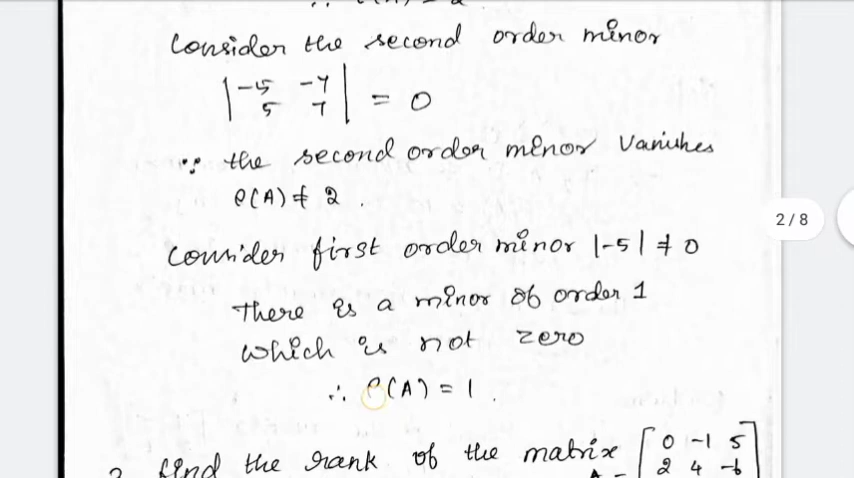 Consider the second order minor
|-5 -7
5 7| = 0
∵ the second order minor vanishes
ρ(A) ≠ 2 .
Consider first order minor |-5| ≠ 0
There is a minor of order 1
which is not zero
∴ ρ(A) = 1 .
2/8
find the rank of the matrix [0 -1 5
2 4 -6]